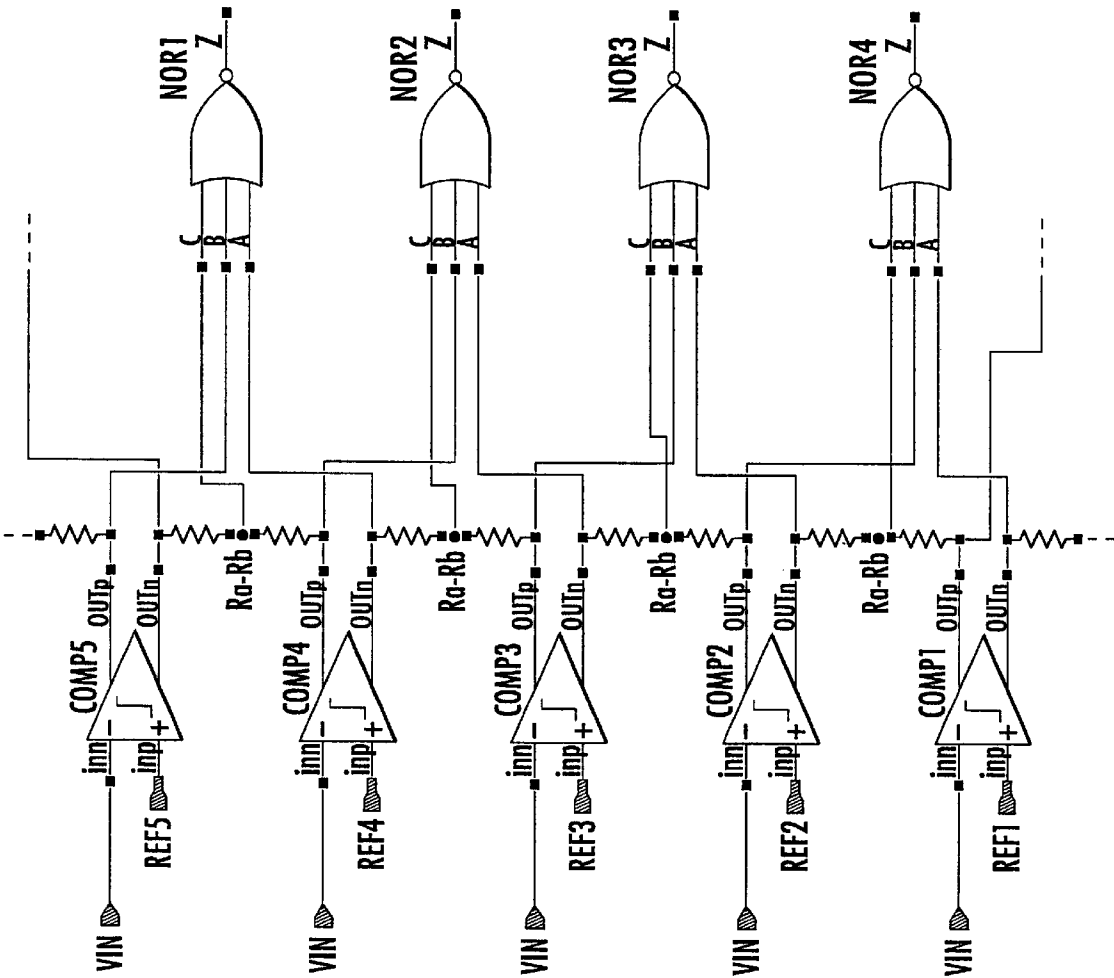 NOR1
Z
C
B
A
NOR2
Z
C
B
A
NOR3
Z
C
B
A
NOR4
Z
C
B
A
OUTp
OUTn
Ra-Rb
COMP5
inn
inp
REF5
VIN
OUTp
OUTn
Ra-Rb
COMP4
inn
inp
REF4
VIN
OUTp
OUTn
Ra-Rb
COMP3
inn
inp
REF3
VIN
OUTp
OUTn
Ra-Rb
COMP2
inn
inp
REF2
VIN
OUTp
OUTn
COMP1
inn
inp
REF1
VIN